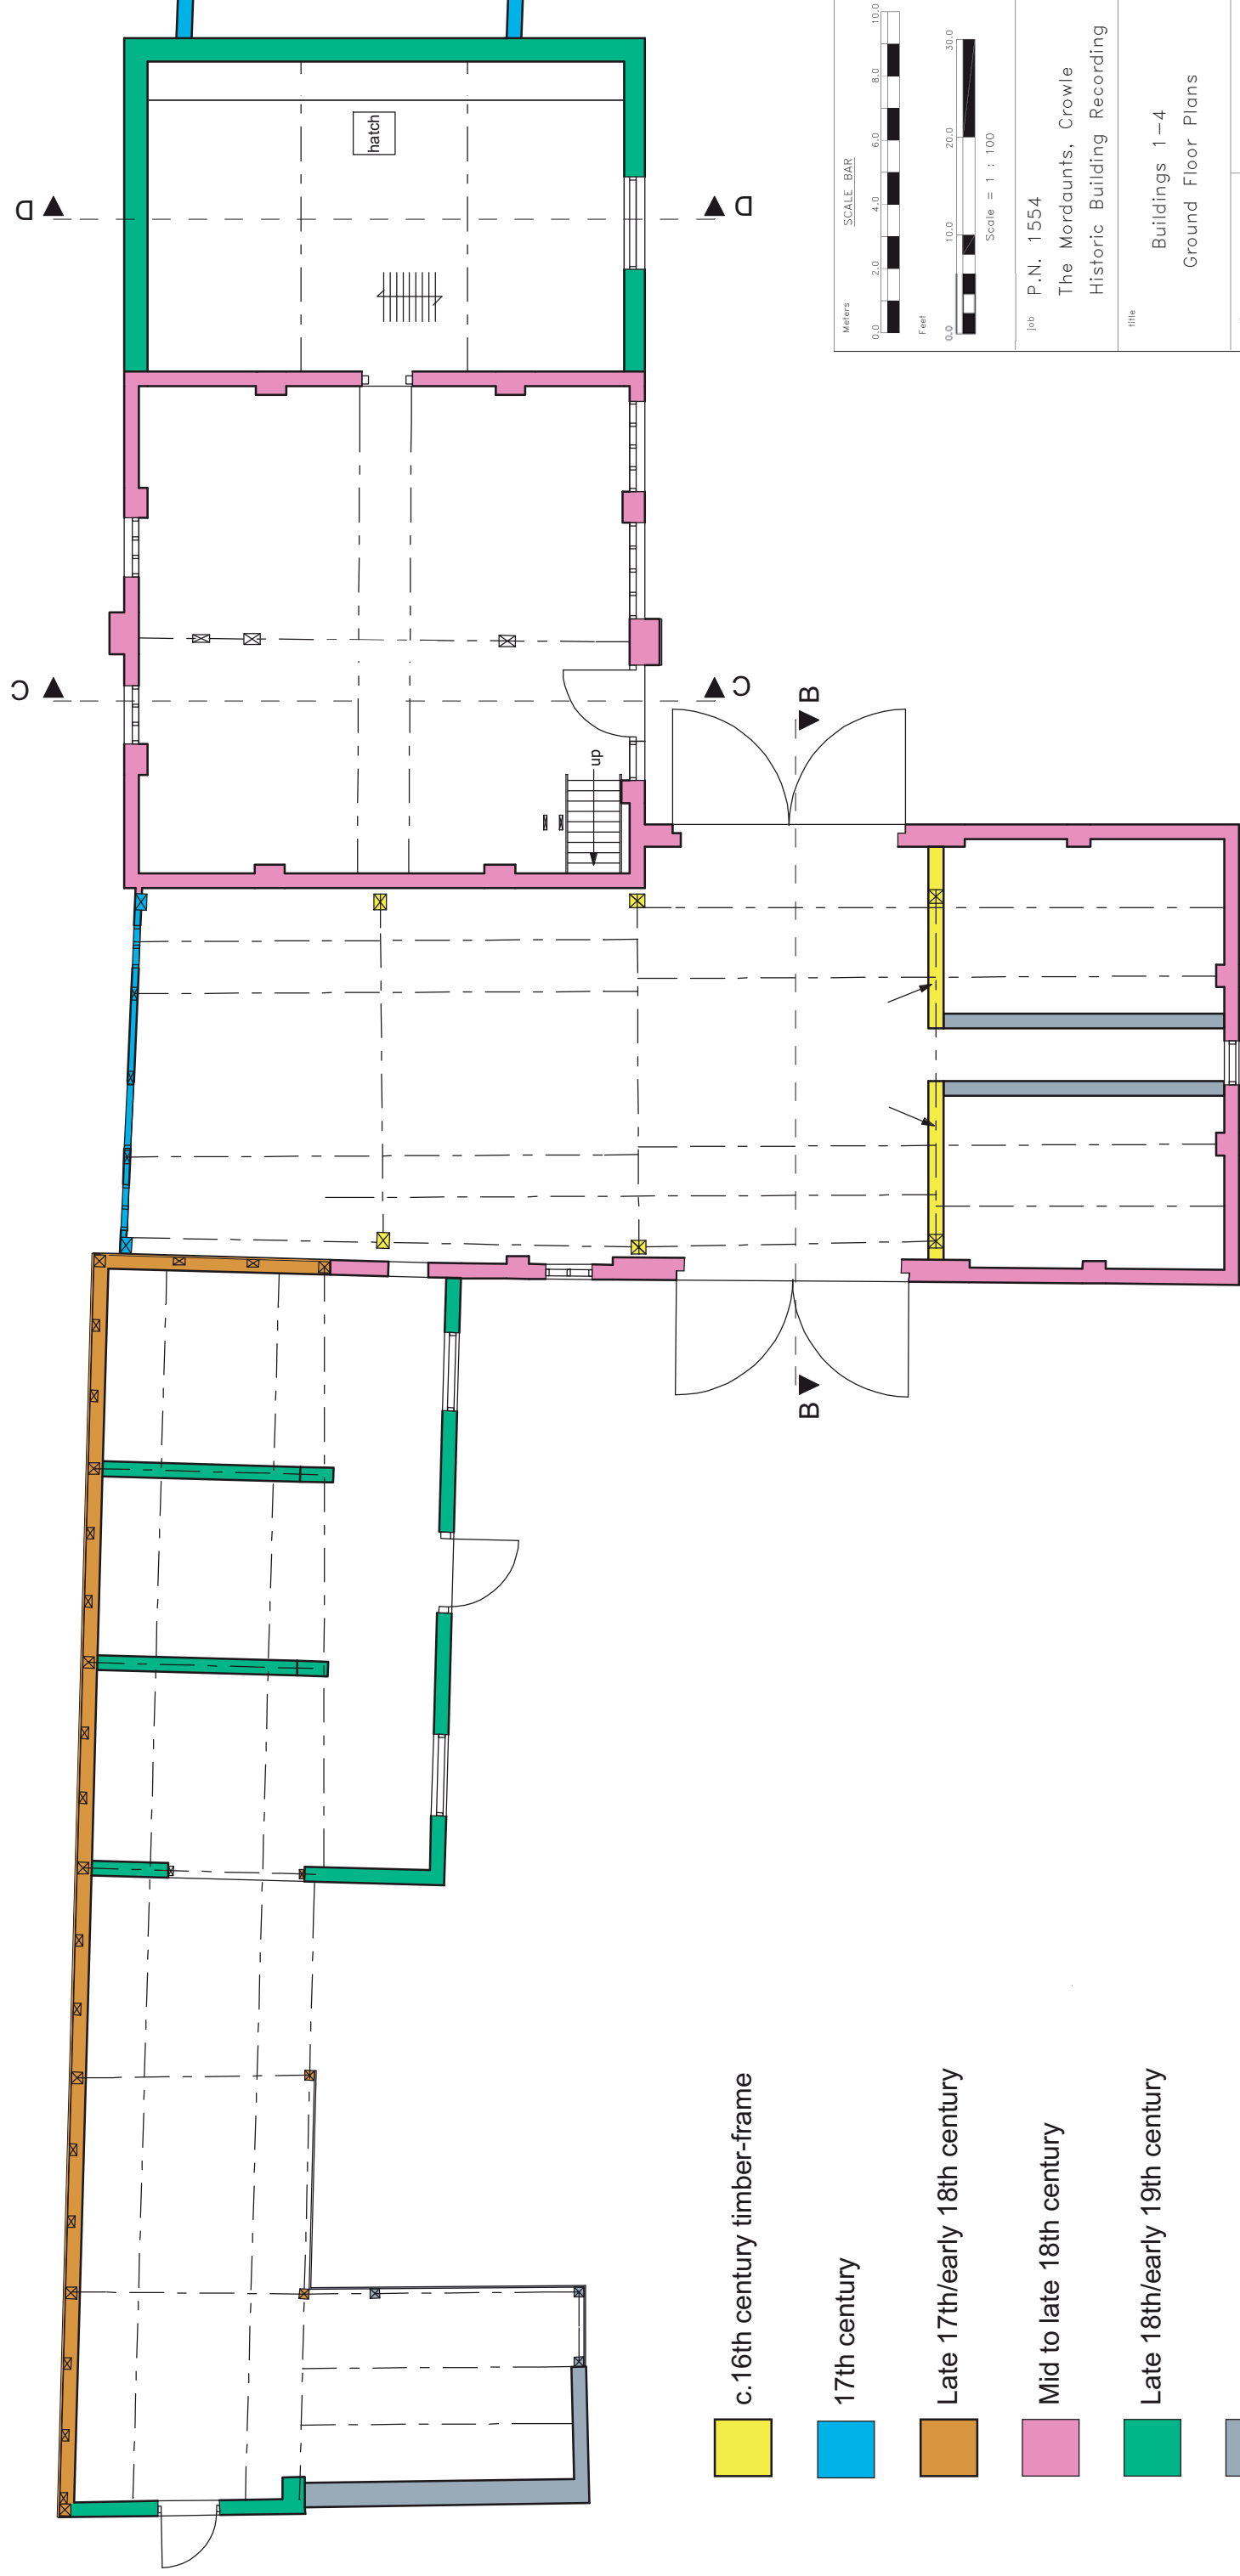 D
D
hatch
C
C
up
B
B
SCALE BAR
Meters
0.0 2.0 4.0 6.0 8.0 10.0
Feet
0.0 10.0 20.0 30.0
Scale = 1 : 100
job P.N. 1554
The Mordaunts, Crowle
Historic Building Recording
title
Buildings 1-4
Ground Floor Plans
c.16th century timber-frame
17th century
Late 17th/early 18th century
Mid to late 18th century
Late 18th/early 19th century